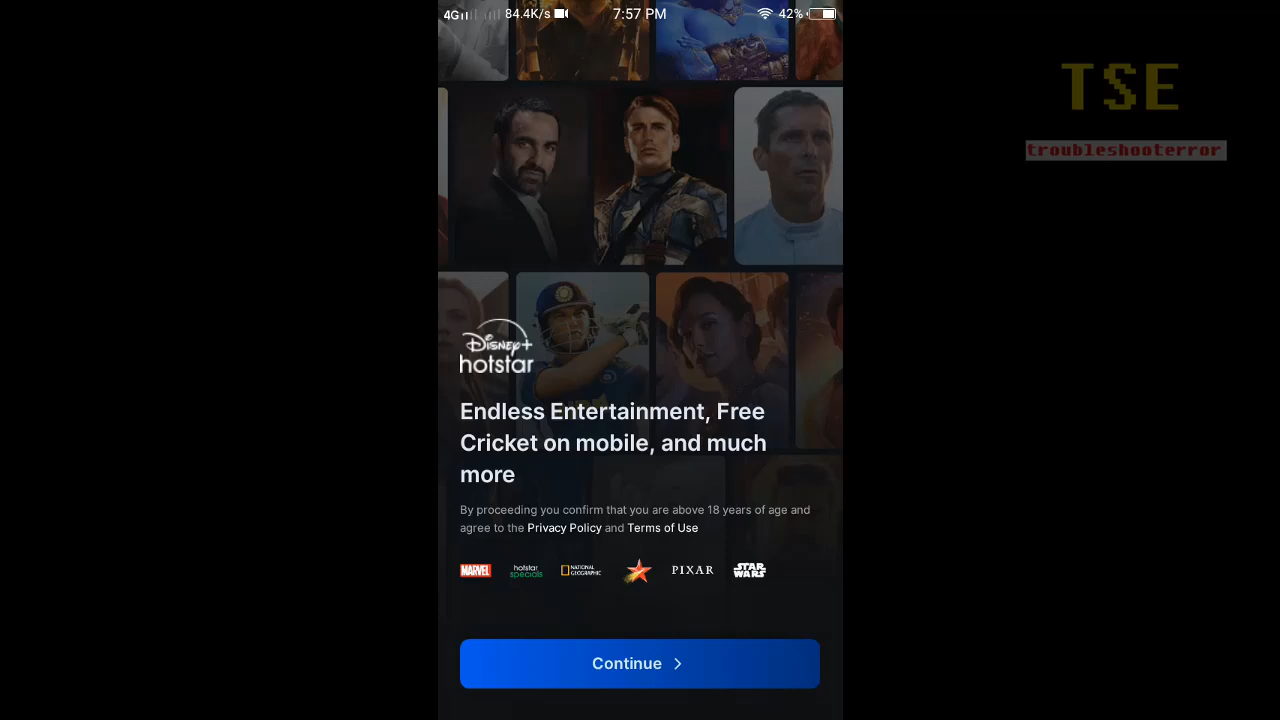 4G 84.4K/s 7:57 PM 42%
TSE
troubleshooterror
Disney+
hotstar
Endless Entertainment, Free
Cricket on mobile, and much
more
By proceeding you confirm that you are above 18 years of age and
agree to the Privacy Policy and Terms of Use
MARVEL hotstar specials NATIONAL GEOGRAPHIC PIXAR STAR WARS
Continue